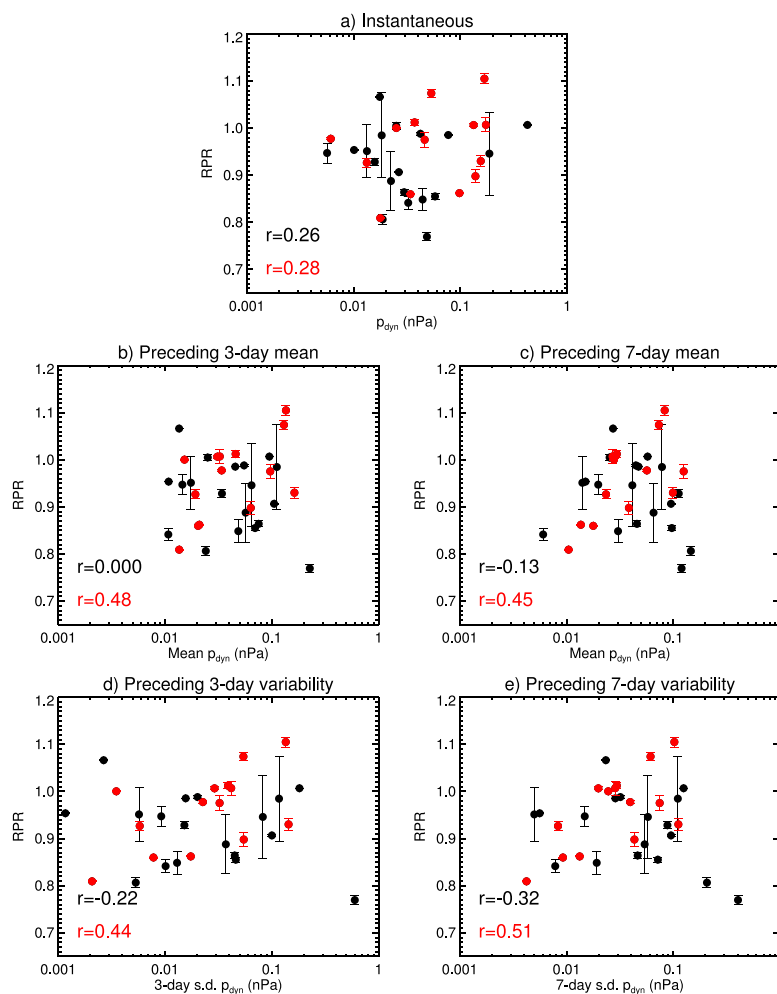 a) Instantaneous
1.2
1.1
1.0
0.9
0.8
0.7
RPR
r=0.26
r=0.28
0.001 0.01 0.1 1
pdyn (nPa)
b) Preceding 3-day mean
1.2
1.1
1.0
0.9
0.8
0.7
RPR
r=0.000
r=0.48
0.001 0.01 0.1 1
Mean pdyn (nPa)
c) Preceding 7-day mean
1.2
1.1
1.0
0.9
0.8
0.7
RPR
r=-0.13
r=0.45
0.001 0.01 0.1
Mean pdyn (nPa)
d) Preceding 3-day variability
1.2
1.1
1.0
0.9
0.8
0.7
RPR
r=-0.22
r=0.44
0.001 0.01 0.1 1
3-day s.d. pdyn (nPa)
e) Preceding 7-day variability
1.2
1.1
1.0
0.9
0.8
0.7
RPR
r=-0.32
r=0.51
0.001 0.01 0.1
7-day s.d. pdyn (nPa)